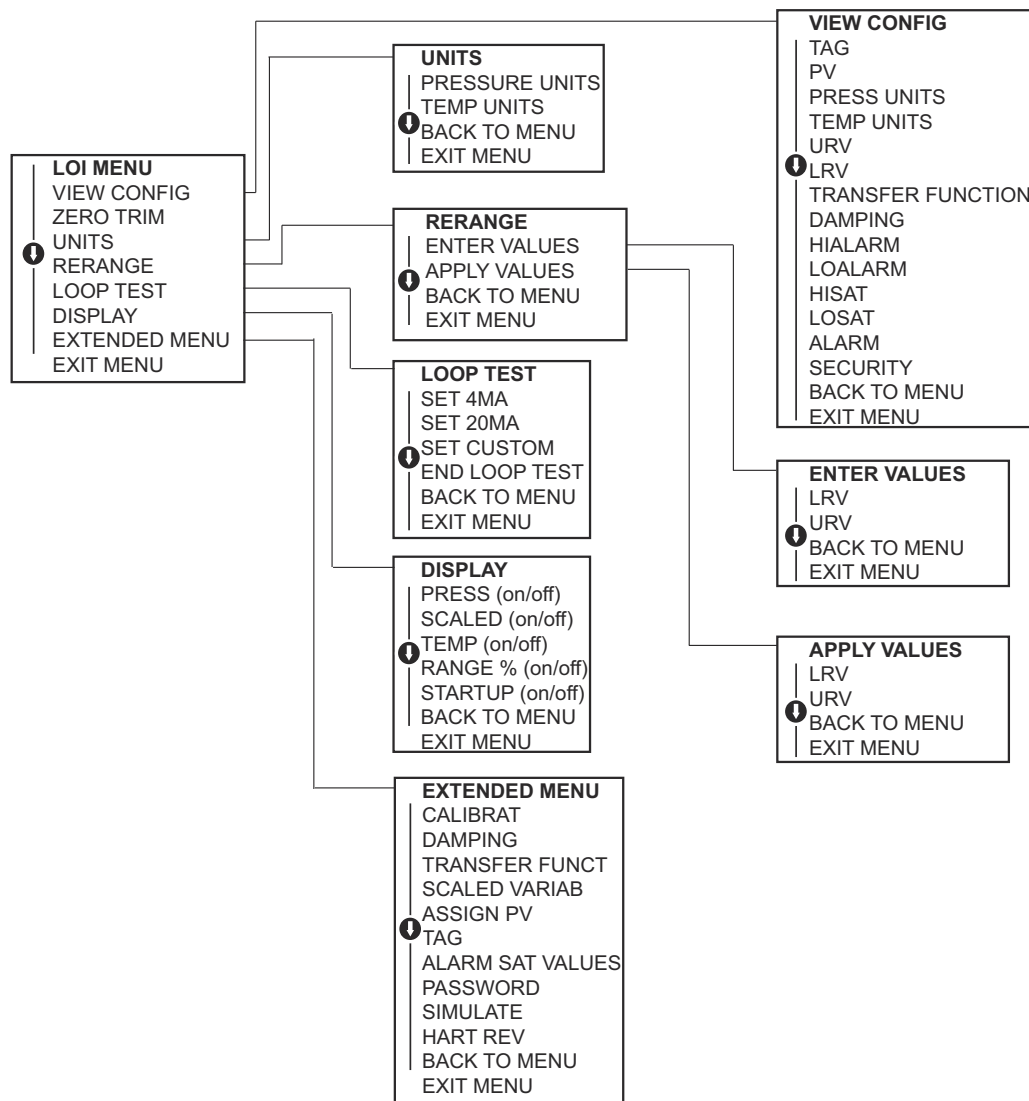 LOI MENU
VIEW CONFIG
ZERO TRIM
UNITS
RERANGE
LOOP TEST
DISPLAY
EXTENDED MENU
EXIT MENU
UNITS
PRESSURE UNITS
TEMP UNITS
BACK TO MENU
EXIT MENU
RERANGE
ENTER VALUES
APPLY VALUES
BACK TO MENU
EXIT MENU
LOOP TEST
SET 4MA
SET 20MA
SET CUSTOM
END LOOP TEST
BACK TO MENU
EXIT MENU
DISPLAY
PRESS (on/off)
SCALED (on/off)
TEMP (on/off)
RANGE % (on/off)
STARTUP (on/off)
BACK TO MENU
EXIT MENU
EXTENDED MENU
CALIBRAT
DAMPING
TRANSFER FUNCT
SCALED VARIAB
ASSIGN PV
TAG
ALARM SAT VALUES
PASSWORD
SIMULATE
HART REV
BACK TO MENU
EXIT MENU
VIEW CONFIG
TAG
PV
PRESS UNITS
TEMP UNITS
URV
LRV
TRANSFER FUNCTION
DAMPING
HIALARM
LOALARM
HISAT
LOSAT
ALARM
SECURITY
BACK TO MENU
EXIT MENU
ENTER VALUES
LRV
URV
BACK TO MENU
EXIT MENU
APPLY VALUES
LRV
URV
BACK TO MENU
EXIT MENU